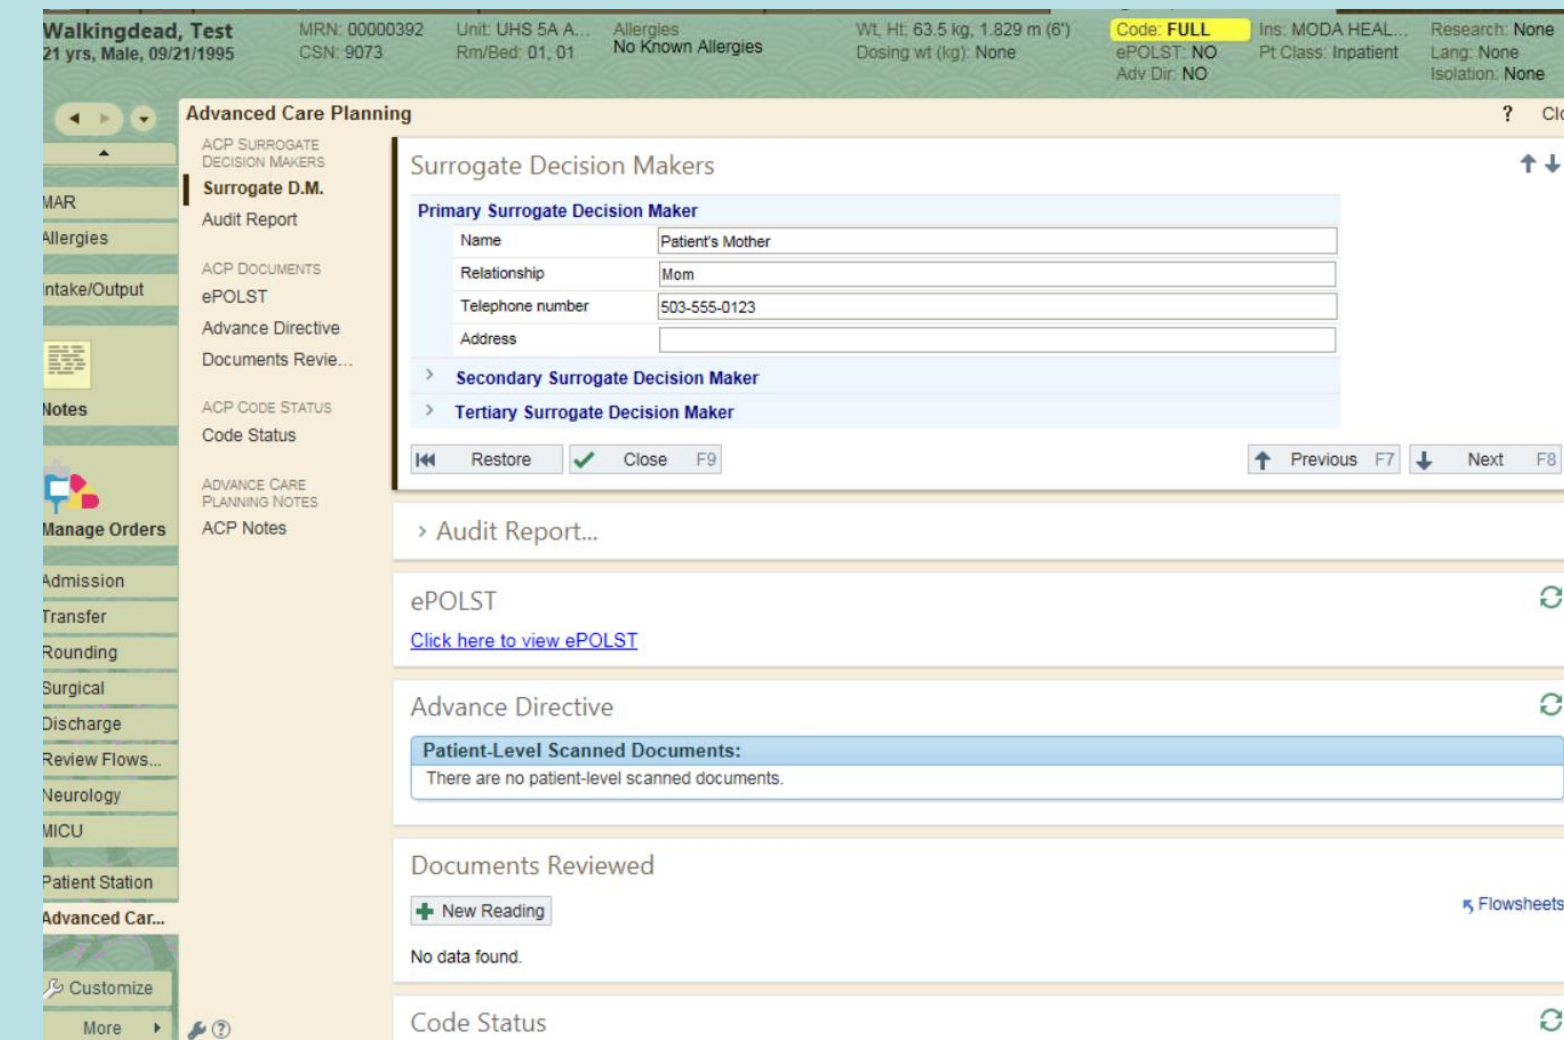 Walkingdead, Test
21 yrs, Male, 09/21/1995
MRN: 00000392
CSN: 9073
Unit: UHS 5A A...
Rm/Bed: 01, 01
Allergies
No Known Allergies
Wt, Ht: 63.5 kg, 1.829 m (6')
Dosing wt (kg): None
Code: FULL
ePOLST: NO
Adv Dir: NO
Ins: MODA HEAL...
Pt Class: Inpatient
Research: None
Lang: None
Isolation: None
MAR
Allergies
Intake/Output
Notes
Manage Orders
Admission
Transfer
Rounding
Surgical
Discharge
Review Flows...
Neurology
MICU
Patient Station
Advanced Car...
Customize
More
Advanced Care Planning
? Clo
ACP SURROGATE
DECISION MAKERS
Surrogate D.M.
Audit Report
ACP DOCUMENTS
ePOLST
Advance Directive
Documents Revie...
ACP CODE STATUS
Code Status
ADVANCE CARE
PLANNING NOTES
ACP Notes
Surrogate Decision Makers
Primary Surrogate Decision Maker
Name Patient's Mother
Relationship Mom
Telephone number 503-555-0123
Address
Secondary Surrogate Decision Maker
Tertiary Surrogate Decision Maker
Restore Close F9 Previous F7 Next F8
Audit Report...
ePOLST
Click here to view ePOLST
Advance Directive
Patient-Level Scanned Documents:
There are no patient-level scanned documents.
Documents Reviewed
New Reading
Flowsheets
No data found.
Code Status